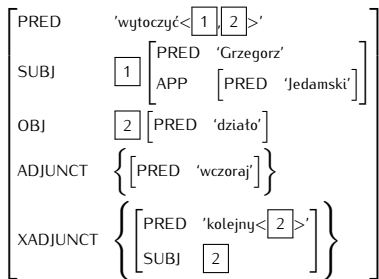 PRED 'wytoczyć< 1 , 2 >'
SUBJ 1 PRED 'Grzegorz'
APP PRED 'Jedamski'
OBJ 2 PRED 'działo'
ADJUNCT { PRED 'wczoraj' }
XADJUNCT { PRED 'kolejny< 2 >'
SUBJ 2 }